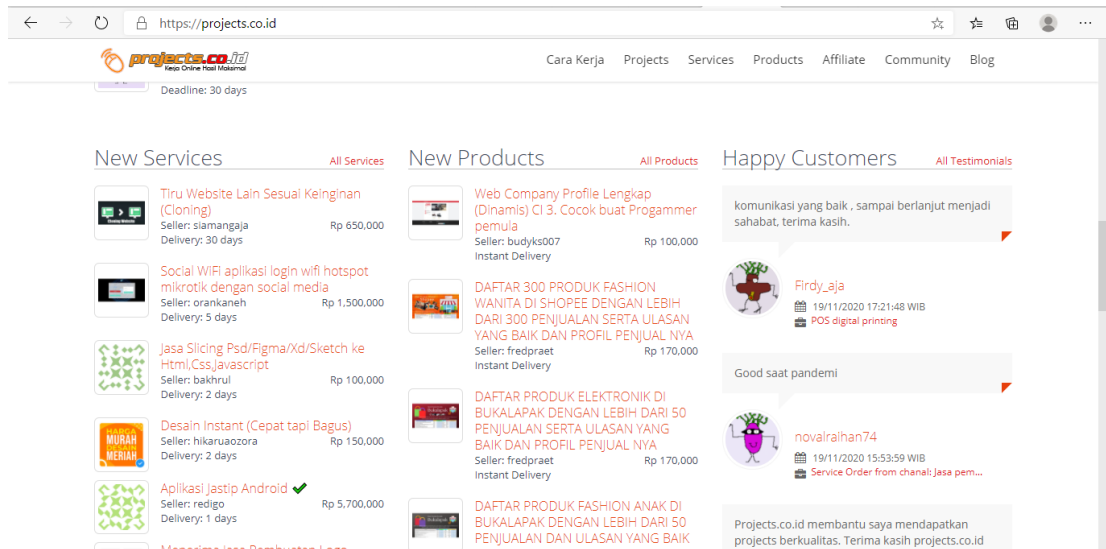 https://projects.co.id
projects.co.id
Kerja Online Hasil Maksimal
Cara Kerja Projects Services Products Affiliate Community Blog
Deadline: 30 days
New Services All Services
Tiru Website Lain Sesuai Keinginan
(Cloning)
Seller: siamangaja Rp 650,000
Delivery: 30 days
Social WiFi aplikasi login wifi hotspot
mikrotik dengan social media
Seller: orankaneh Rp 1,500,000
Delivery: 5 days
Jasa Slicing Psd/Figma/Xd/Sketch ke
Html,Css,Javascript
Seller: bakhrul Rp 100,000
Delivery: 2 days
HARGA
MURAH
DESAIN
MERIAH
Desain Instant (Cepat tapi Bagus)
Seller: hikaruaozora Rp 150,000
Delivery: 2 days
Aplikasi Jastip Android
Seller: redigo Rp 5,700,000
Delivery: 1 days
New Products All Products
Web Company Profile Lengkap
(Dinamis) CI 3. Cocok buat Progammer
pemula
Seller: budyks007 Rp 100,000
Instant Delivery
DAFTAR 300 PRODUK FASHION
WANITA DI SHOPEE DENGAN LEBIH
DARI 300 PENJUALAN SERTA ULASAN
YANG BAIK DAN PROFIL PENJUAL NYA
Seller: fredpraet Rp 170,000
Instant Delivery
DAFTAR PRODUK ELEKTRONIK DI
BUKALAPAK DENGAN LEBIH DARI 50
PENJUALAN SERTA ULASAN YANG
BAIK DAN PROFIL PENJUAL NYA
Seller: fredpraet Rp 170,000
Instant Delivery
DAFTAR PRODUK FASHION ANAK DI
BUKALAPAK DENGAN LEBIH DARI 50
PENJUALAN DAN ULASAN YANG BAIK
Happy Customers All Testimonials
komunikasi yang baik , sampai berlanjut menjadi
sahabat, terima kasih.
Firdy_aja
19/11/2020 17:21:48 WIB
POS digital printing
Good saat pandemi
novalraihan74
19/11/2020 15:53:59 WIB
Service Order from chanal: Jasa pem...
Projects.co.id membantu saya mendapatkan
projects berkualitas. Terima kasih projects.co.id